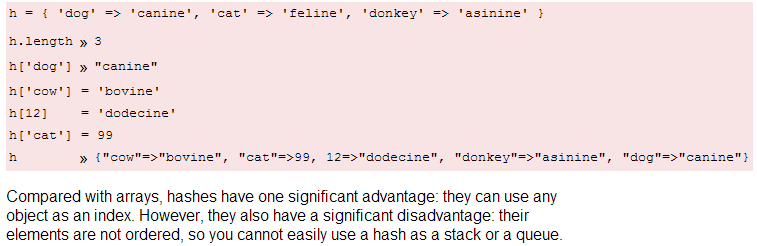 h = { 'dog' => 'canine', 'cat' => 'feline', 'donkey' => 'asinine' }
h.length » 3
h['dog'] » "canine"
h['cow'] = 'bovine'
h[12] = 'dodecine'
h['cat'] = 99
h » {"cow"=>"bovine", "cat"=>99, 12=>"dodecine", "donkey"=>"asinine", "dog"=>"canine"}
Compared with arrays, hashes have one significant advantage: they can use any
object as an index. However, they also have a significant disadvantage: their
elements are not ordered, so you cannot easily use a hash as a stack or a queue.